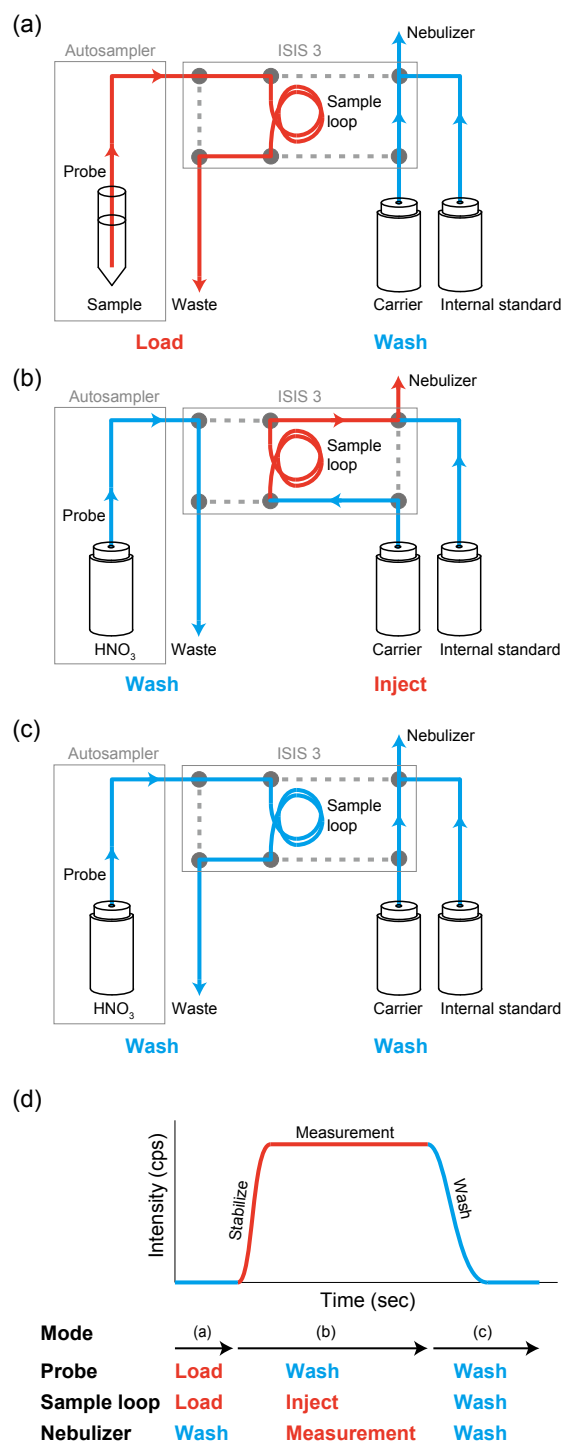 (a)
Autosampler
ISIS 3
Nebulizer
Sample
loop
Probe
Sample
Waste
Carrier
Internal standard
Load
Wash
(b)
Autosampler
ISIS 3
Nebulizer
Sample
loop
Probe
HNO₃
Waste
Carrier
Internal standard
Wash
Inject
(c)
Autosampler
ISIS 3
Nebulizer
Sample
loop
Probe
HNO₃
Waste
Carrier
Internal standard
Wash
Wash
(d)
Intensity (cps)
Stabilize
Measurement
Wash
Time (sec)
Mode (a) (b) (c)
Probe Load Wash Wash
Sample loop Load Inject Wash
Nebulizer Wash Measurement Wash